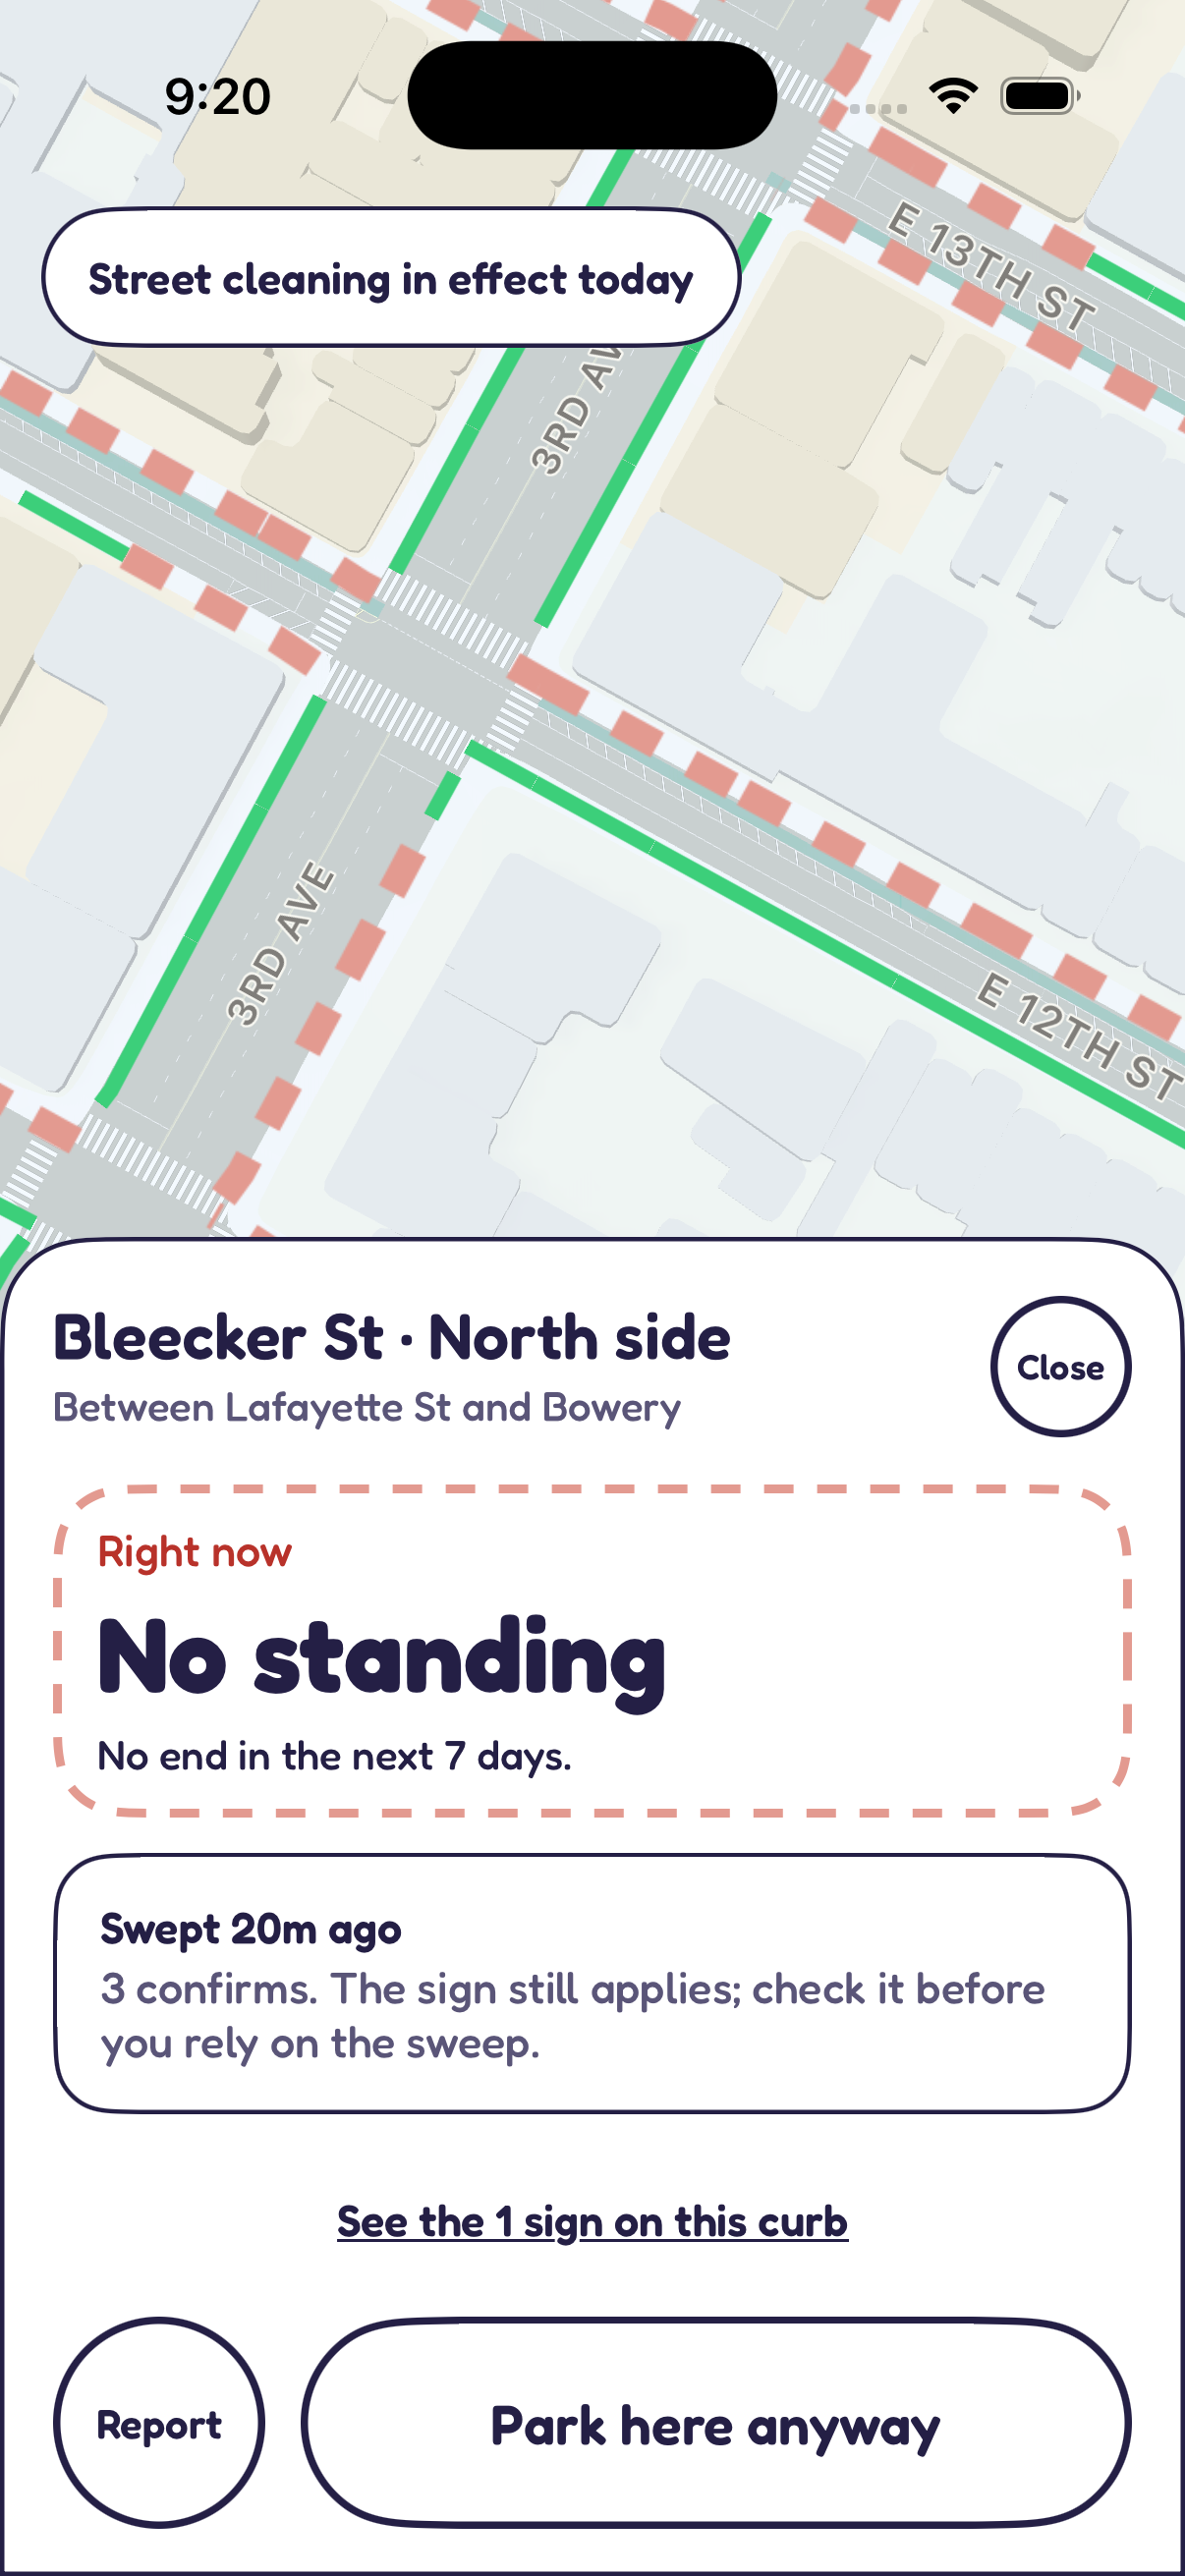 9:20
Street cleaning in effect today
E 13TH ST
3RD AV
3RD AVE
E 12TH ST
Bleecker St · North side
Between Lafayette St and Bowery
Close
Right now
No standing
No end in the next 7 days.
Swept 20m ago
3 confirms. The sign still applies; check it before
you rely on the sweep.
See the 1 sign on this curb
Report
Park here anyway